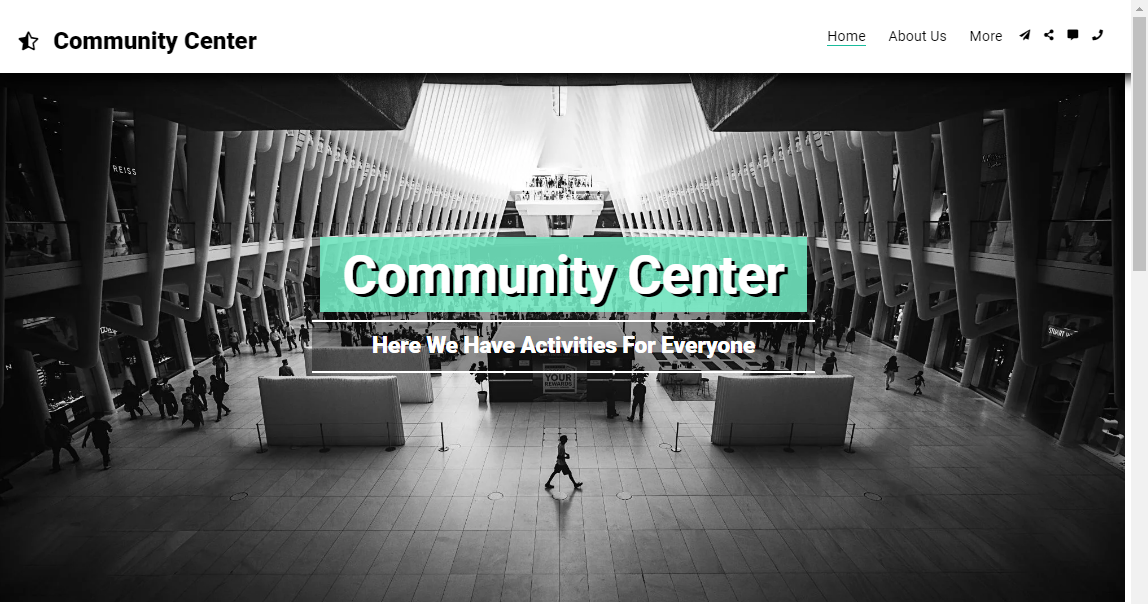 Community Center
Home About Us More
REISS
Community Center
Here We Have Activities For Everyone
YOUR
REWARDS